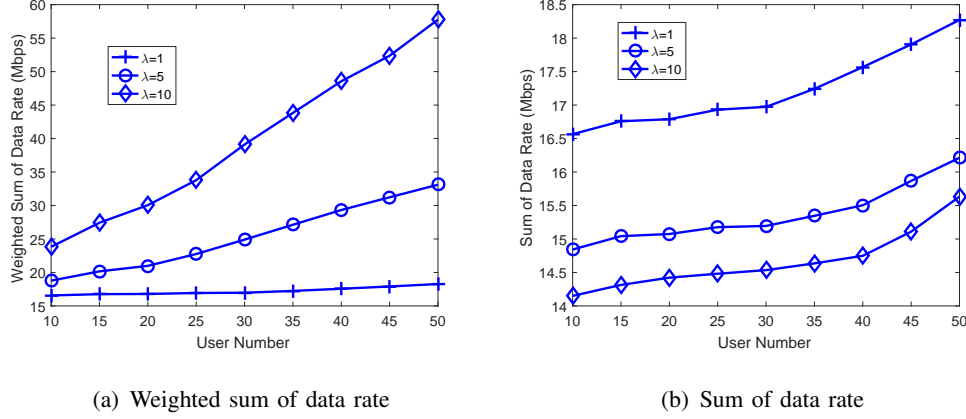 60
55
50
45
40
35
30
25
20
15
Weighted Sum of Data Rate (Mbps)
λ=1
λ=5
λ=10
10 15 20 25 30 35 40 45 50
User Number
(a) Weighted sum of data rate
18.5
18
17.5
17
16.5
16
15.5
15
14.5
14
Sum of Data Rate (Mbps)
λ=1
λ=5
λ=10
10 15 20 25 30 35 40 45 50
User Number
(b) Sum of data rate